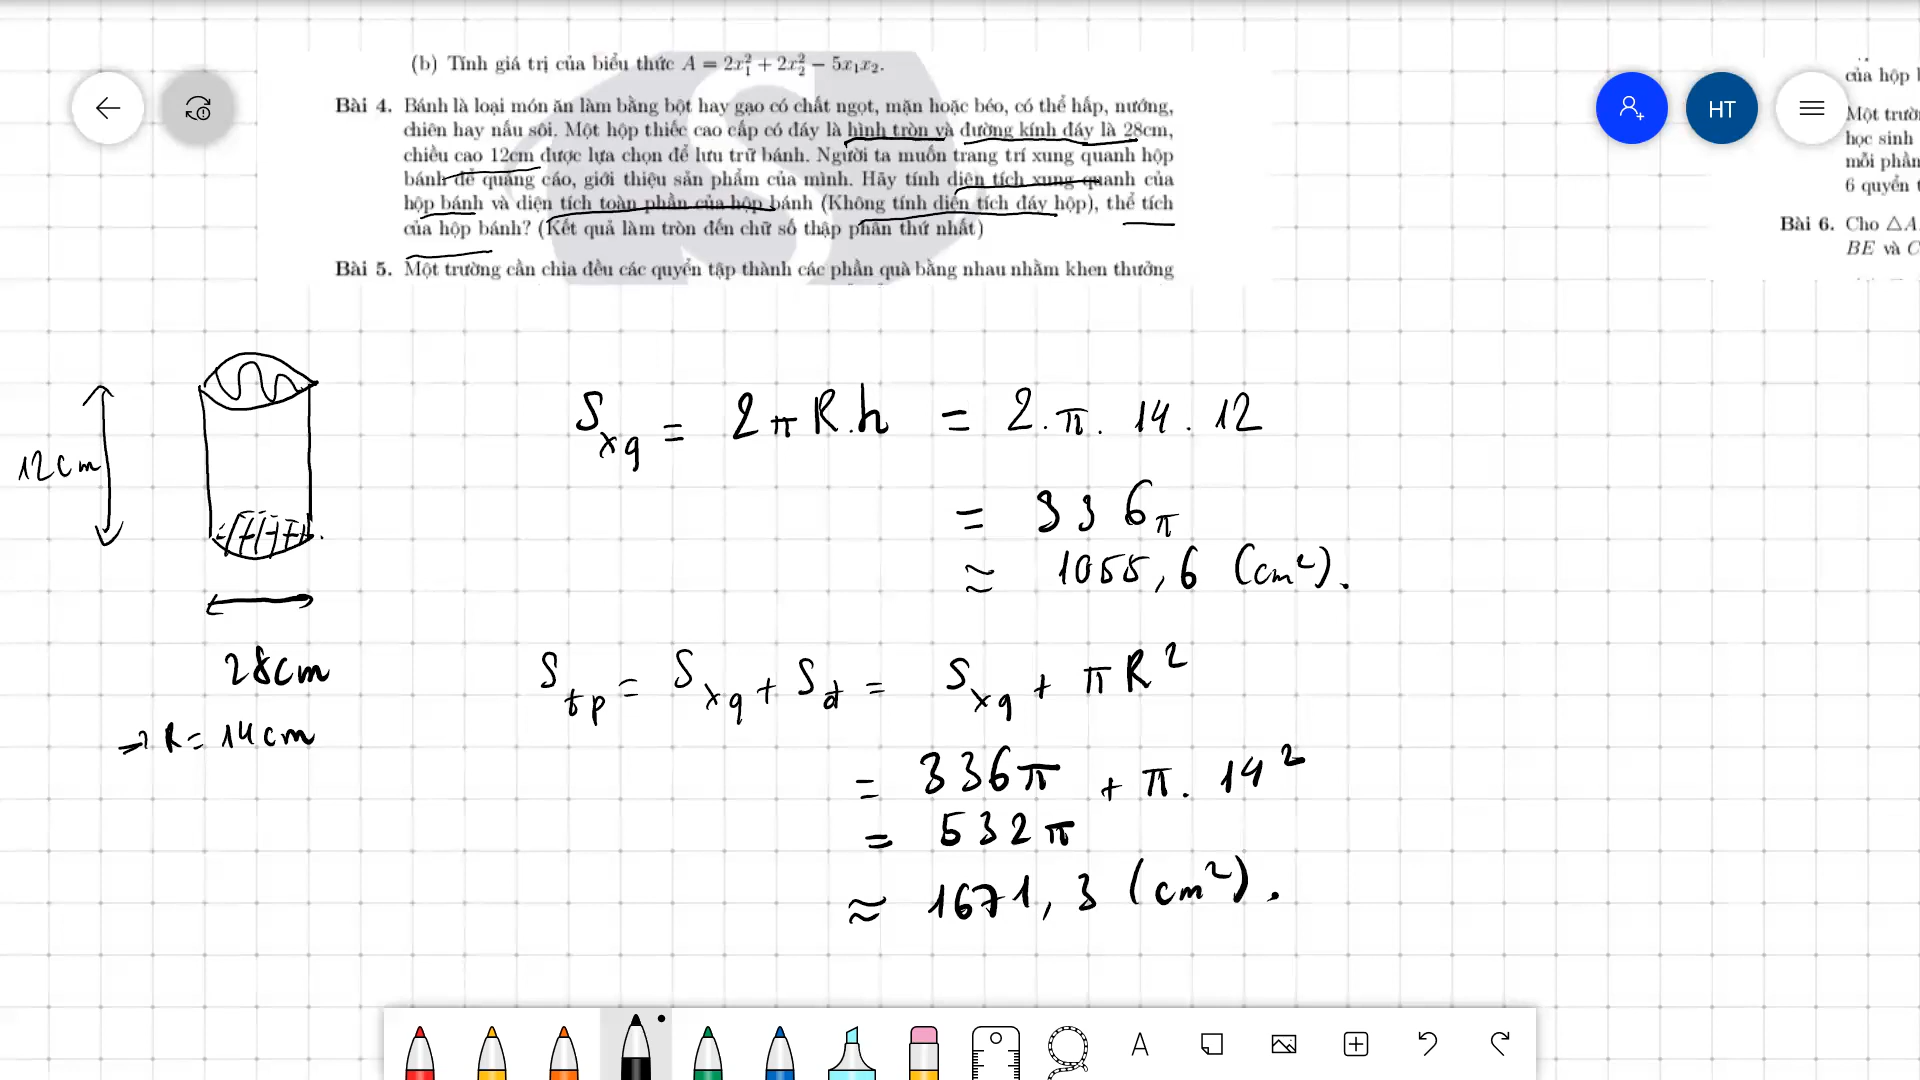 (b) Tính giá trị của biểu thức A = 2x₁² + 2x₂² − 5x₁x₂.
Bài 4. Bánh là loại món ăn làm bằng bột hay gạo có chất ngọt, mặn hoặc béo, có thể hấp, nướng,
chiên hay nấu sôi. Một hộp thiếc cao cấp có đáy là hình tròn và đường kính đáy là 28cm,
chiều cao 12cm được lựa chọn để lưu trữ bánh. Người ta muốn trang trí xung quanh hộp
bánh để quảng cáo, giới thiệu sản phẩm của mình. Hãy tính diện tích xung quanh của
hộp bánh và diện tích toàn phần của hộp bánh (Không tính diện tích đáy hộp), thể tích
của hộp bánh? (Kết quả làm tròn đến chữ số thập phân thứ nhất)
Bài 5. Một trường cần chia đều các quyển tập thành các phần quà bằng nhau nhằm khen thưởng
HT
của hộp
Một trườn
học sinh
mỗi phần
6 quyển t
Bài 6. Cho △A
BE và C
12cm
28cm
⇒ R = 14cm
Sxq = 2πR.h = 2.π.14.12
= 336π
≈ 1055,6 (cm²).
Stp = Sxq + Sđ = Sxq + πR²
= 336π + π.14²
= 532π
≈ 1671,3 (cm²).
A